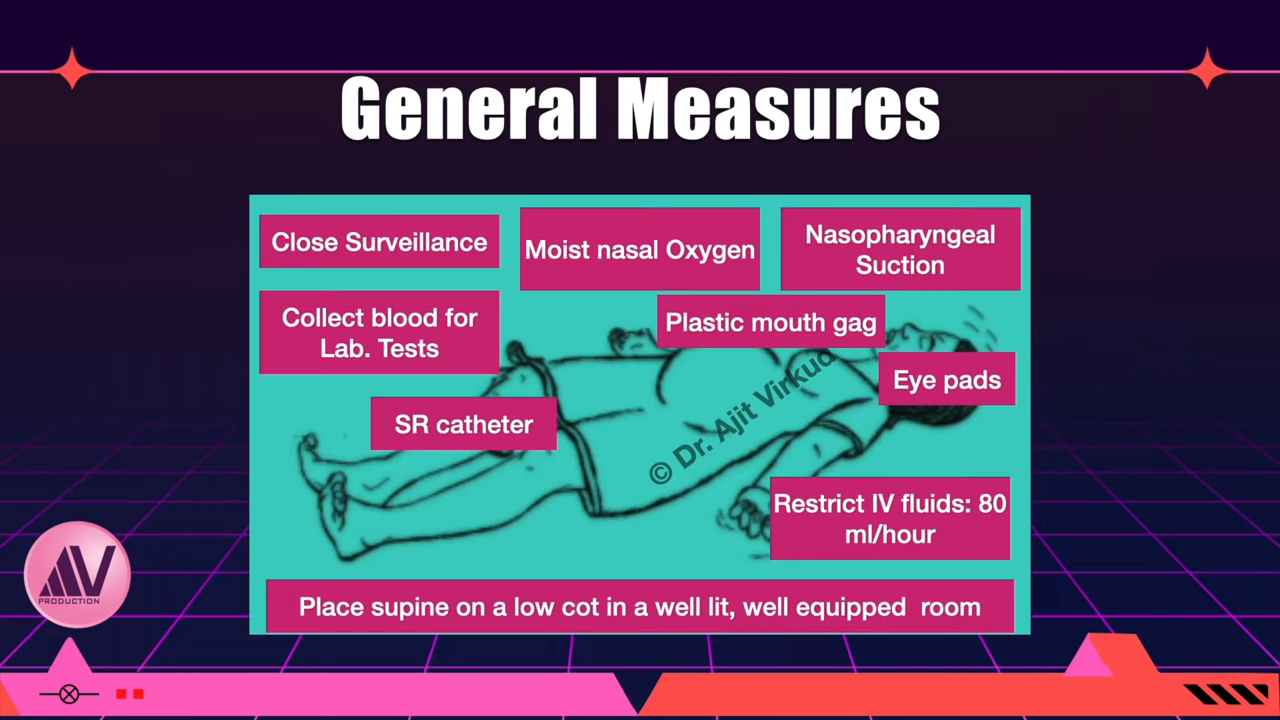 General Measures
Close Surveillance
Moist nasal Oxygen
Nasopharyngeal
Suction
Collect blood for
Lab. Tests
Plastic mouth gag
Eye pads
SR catheter
© Dr. Ajit Virkud
Restrict IV fluids: 80
ml/hour
Place supine on a low cot in a well lit, well equipped room
AV
PRODUCTION